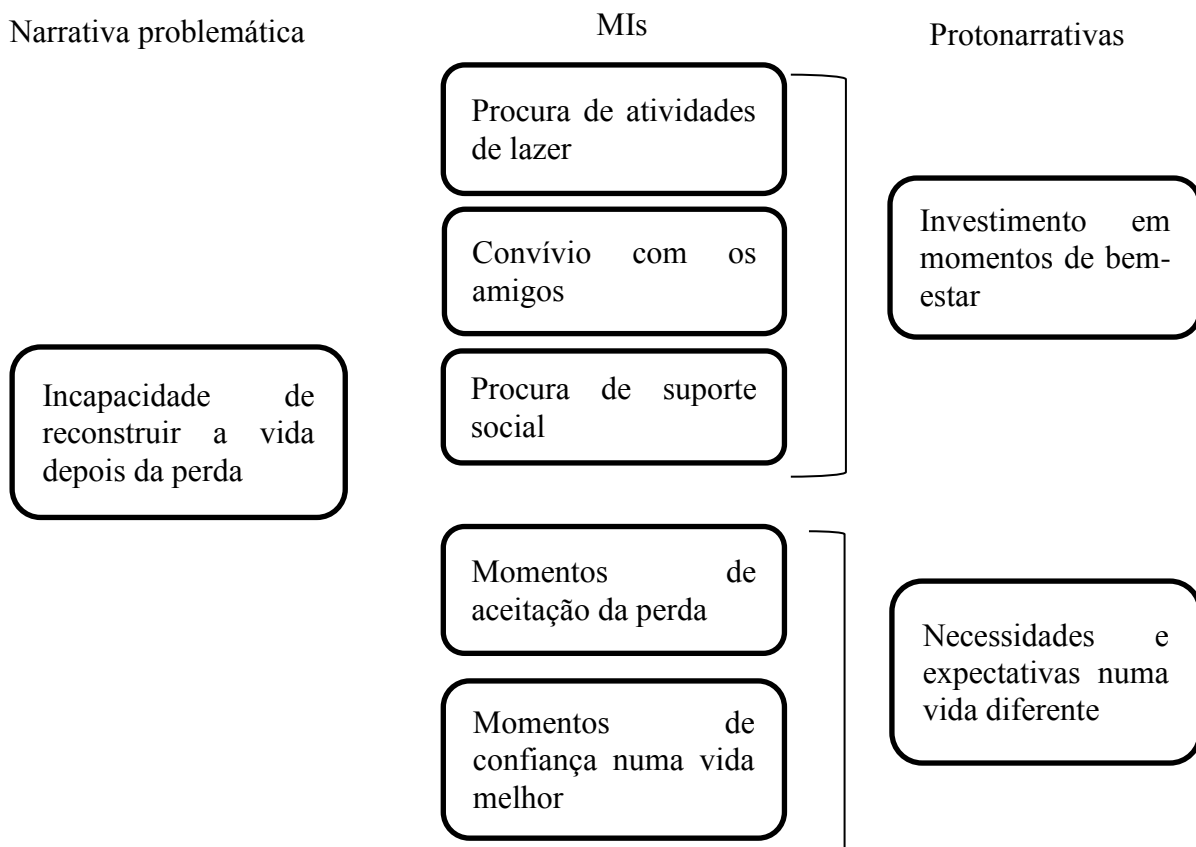 Narrativa problemática
MIs
Protonarrativas
Procura de atividades
de lazer
Convívio com os
amigos
Procura de suporte
social
Investimento em
momentos de bem-
estar
Incapacidade de
reconstruir a vida
depois da perda
Momentos de
aceitação da perda
Momentos de
confiança numa vida
melhor
Necessidades e
expectativas numa
vida diferente